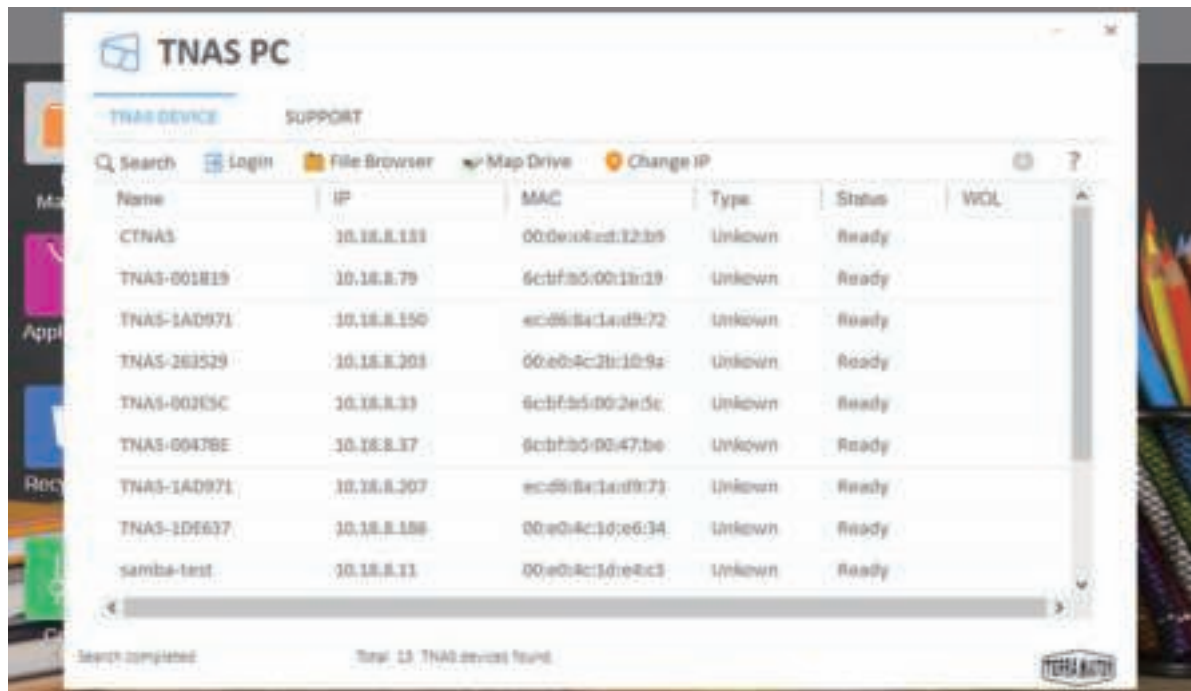 TNAS PC
TNAS DEVICE SUPPORT
Search Login File Browser Map Drive Change IP ?
Name IP MAC Type Status WOL
CTNAS 10.18.8.133 Unkown Ready
TNAS-001B19 10.18.8.79 6c:bf:b5:00:1b:19 Unkown Ready
TNAS-1AD971 10.18.8.150 ec:d6:8a:1a:d9:72 Unkown Ready
TNAS-263529 10.18.8.203 00:e0:4c:2b:10:9a Unkown Ready
TNAS-002E5C 10.18.8.33 6c:bf:b5:00:2e:5c Unkown Ready
TNAS-0047BE 10.18.8.37 6c:bf:b5:00:47:be Unkown Ready
TNAS-1AD971 10.18.8.207 ec:d6:8a:1a:d9:71 Unkown Ready
TNAS-1DE637 10.18.8.188 00:e0:4c:1d:e6:34 Unkown Ready
samba-test 10.18.8.11 Unkown Ready
Search completed Total 13 TNAS devices found
TERRAMASTER